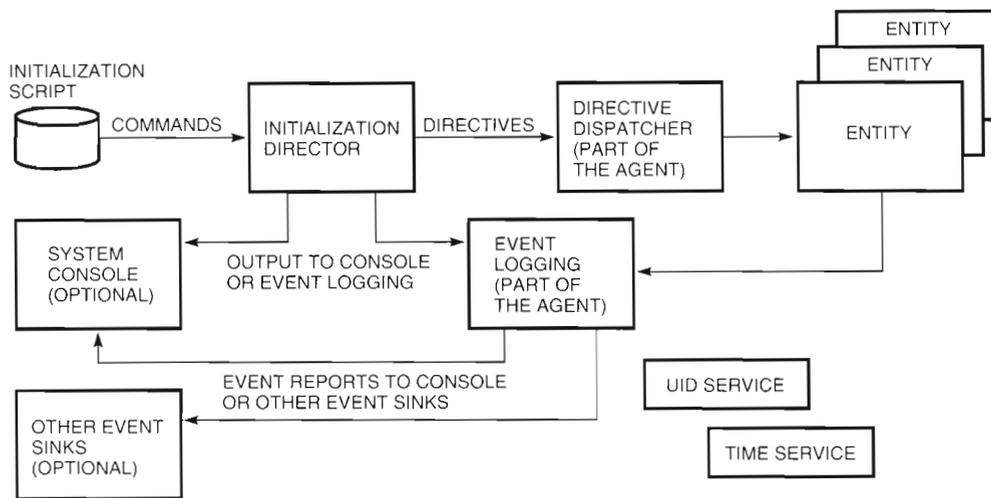 ENTITY
ENTITY
ENTITY
INITIALIZATION
SCRIPT
COMMANDS
INITIALIZATION
DIRECTOR
DIRECTIVES
DIRECTIVE
DISPATCHER
(PART OF
THE AGENT)
SYSTEM
CONSOLE
(OPTIONAL)
OUTPUT TO CONSOLE
OR EVENT LOGGING
EVENT
LOGGING
(PART OF
THE AGENT)
EVENT REPORTS TO CONSOLE
OR OTHER EVENT SINKS
OTHER EVENT
SINKS
(OPTIONAL)
UID SERVICE
TIME SERVICE